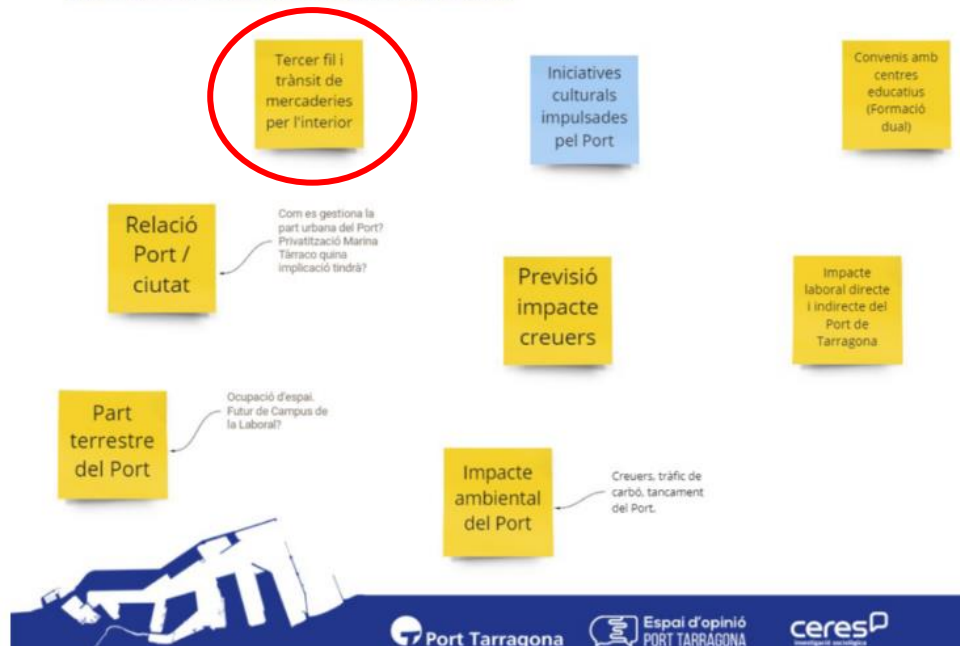 Tercer fil i
trànsit de
mercaderies
per l'interior
Iniciatives
culturals
impulsades
pel Port
Convenis amb
centres
educatius
(Formació
dual)
Relació
Port /
ciutat
Com es gestiona la
part urbana del Port?
Privatització Marina
Tàrraco quina
implicació tindrà?
Previsió
impacte
creuers
Impacte
laboral directe
i indirecte del
Port de
Tarragona
Part
terrestre
del Port
Ocupació d'espai.
Futur de Campus de
la Laboral?
Impacte
ambiental
del Port
Creuers, tràfic de
carbó, tancament
del Port.
Port Tarragona
Espai d'opinió
PORT TARRAGONA
ceres
investigació sociològica